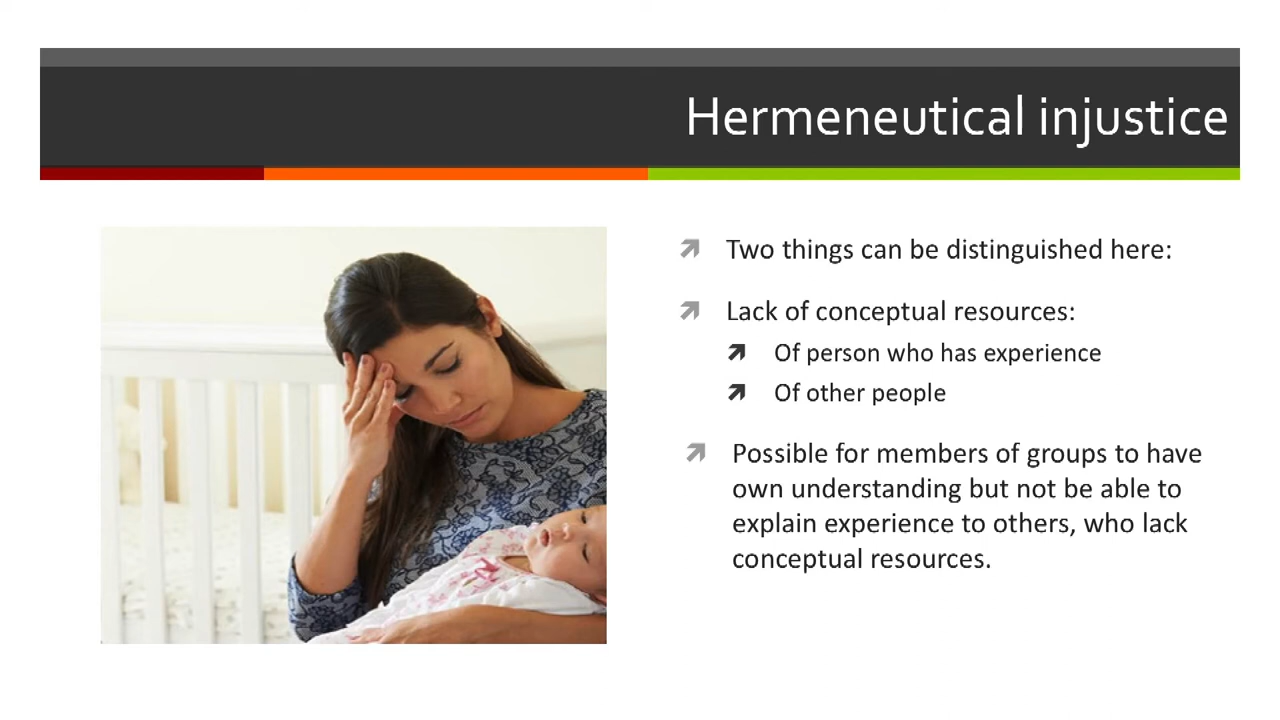 Hermeneutical injustice
Two things can be distinguished here:
Lack of conceptual resources:
Of person who has experience
Of other people
Possible for members of groups to have
own understanding but not be able to
explain experience to others, who lack
conceptual resources.